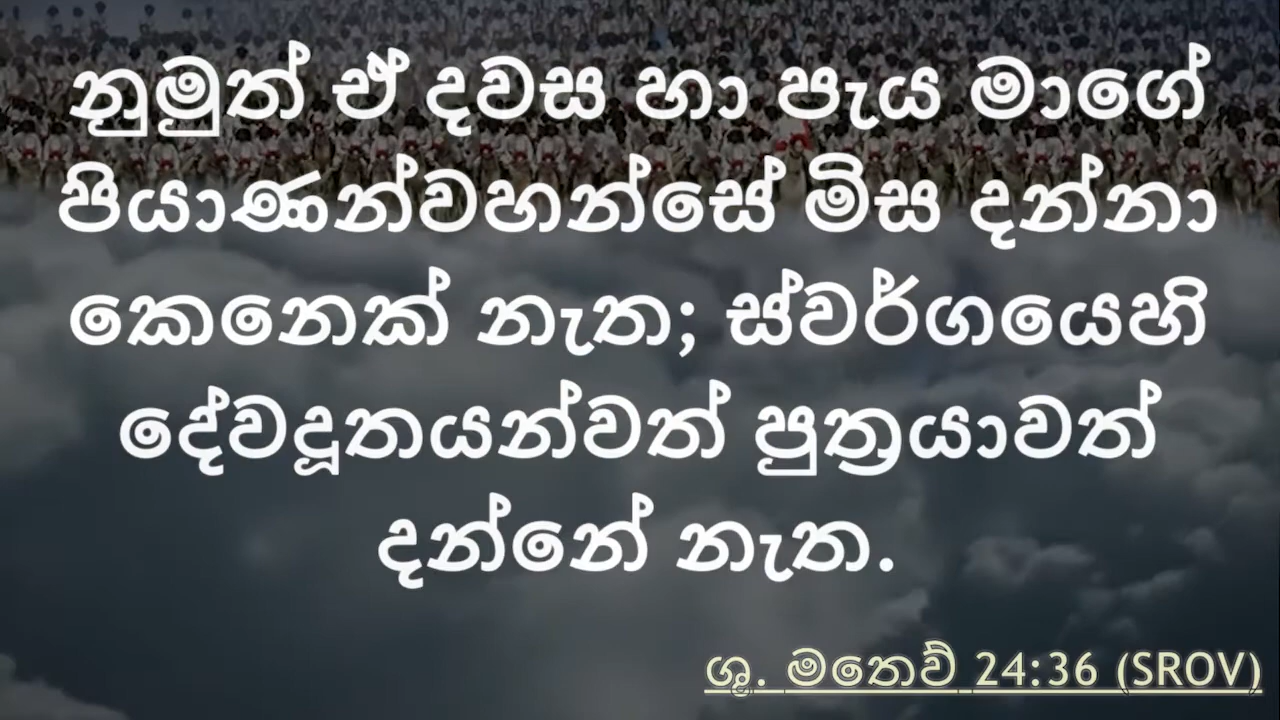 නුමුත් ඒ දවස හා පැය මාගේ
පියාණන්වහන්සේ මිස දන්නා
කෙනෙක් නැත; ස්වර්ගයෙහි
දේවදූතයන්වත් පුත්‍රයාවත්
දන්නේ නැත.
ශු. මතෙව් 24:36 (SROV)